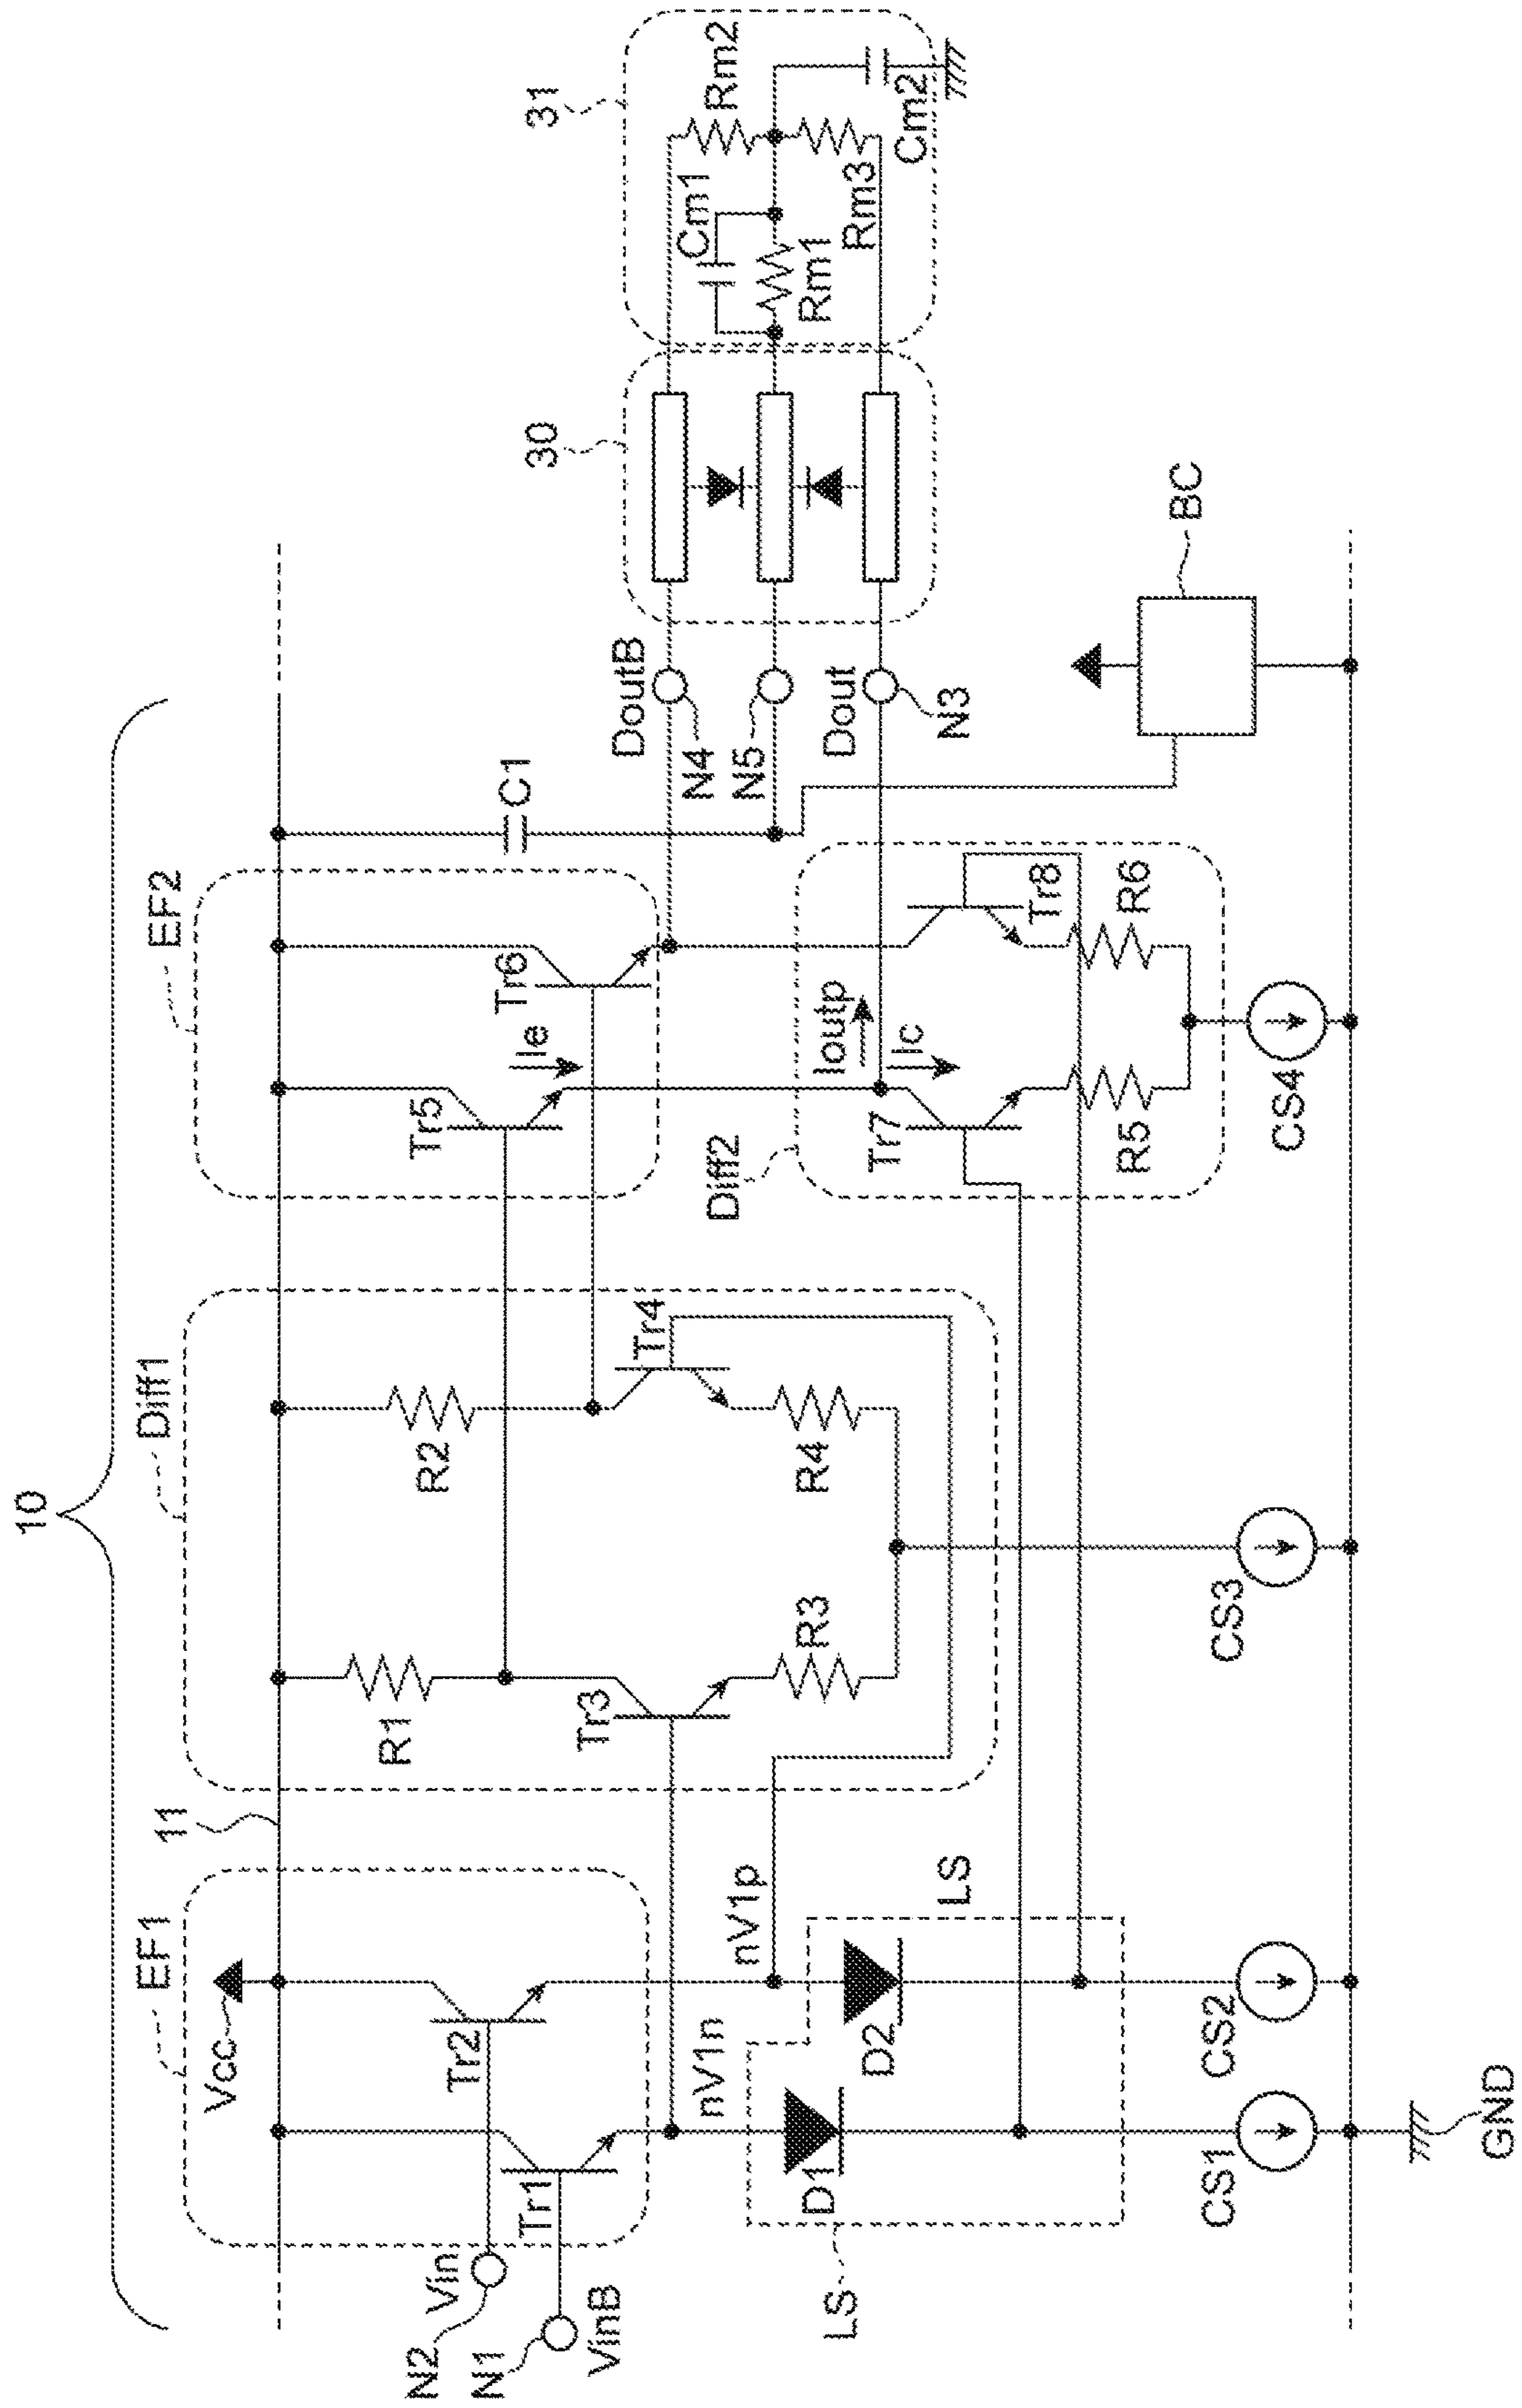 10
EF1
Vcc
11
Diff1
EF2
Tr2
Tr1
N2
Vin
N1
VinB
nV1n
nV1p
D1
D2
LS
LS
CS1
CS2
GND
R1
R2
Tr3
Tr4
R3
R4
CS3
Tr5
Tr6
Ie
Diff2
Ioutp
Ic
Tr7
Tr8
R5
R6
CS4
C1
DoutB
N4
N5
Dout
N3
BC
30
31
Cm1
Rm1
Rm2
Rm3
Cm2